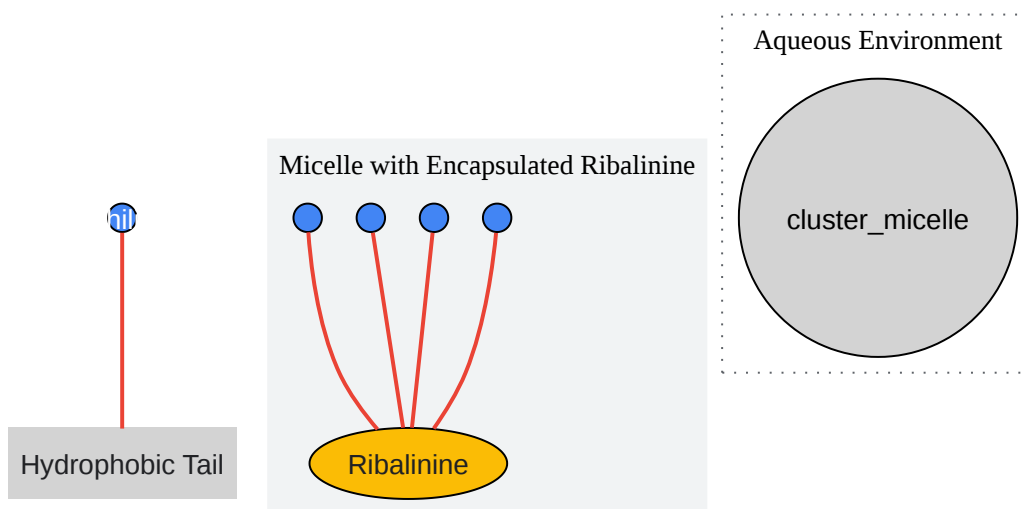 Aqueous Environment
Micelle with Encapsulated Ribalinine
cluster_micelle
Hydrophobic Tail
Ribalinine